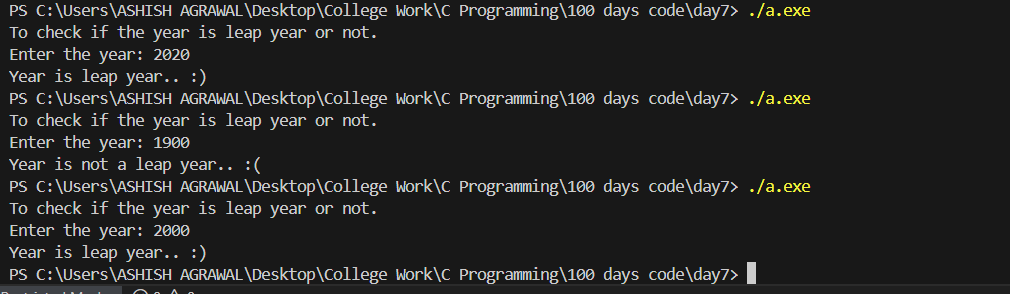 PS C:\Users\ASHISH AGRAWAL\Desktop\College Work\C Programming\100 days code\day7> ./a.exe
To check if the year is leap year or not.
Enter the year: 2020
Year is leap year.. :)
PS C:\Users\ASHISH AGRAWAL\Desktop\College Work\C Programming\100 days code\day7> ./a.exe
To check if the year is leap year or not.
Enter the year: 1900
Year is not a leap year.. :(
PS C:\Users\ASHISH AGRAWAL\Desktop\College Work\C Programming\100 days code\day7> ./a.exe
To check if the year is leap year or not.
Enter the year: 2000
Year is leap year.. :)
PS C:\Users\ASHISH AGRAWAL\Desktop\College Work\C Programming\100 days code\day7>